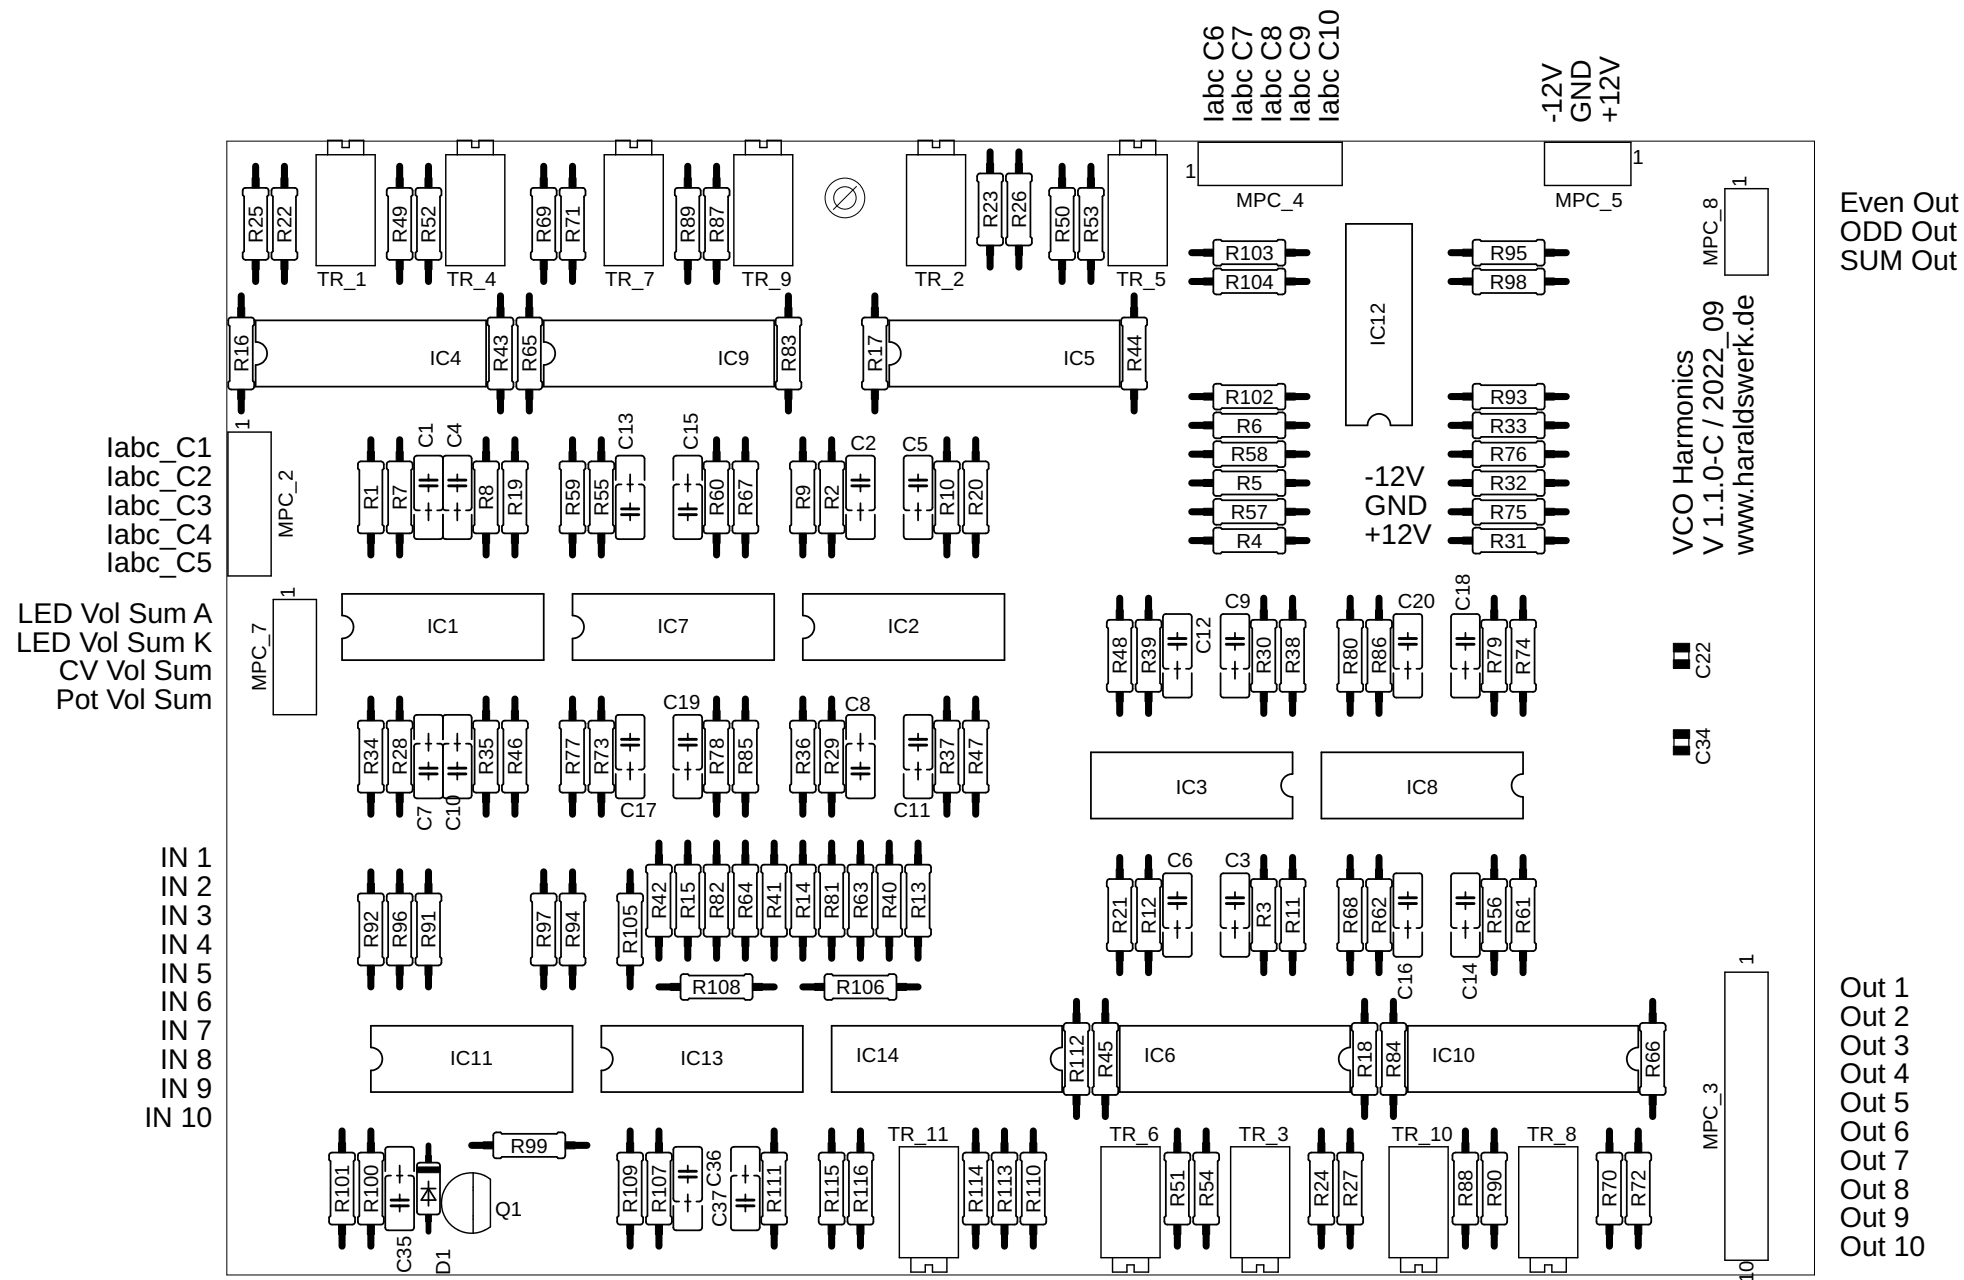 Iabc C6
Iabc C7
Iabc C8
Iabc C9
Iabc C10
-12V
GND
+12V
1
MPC_4
1
MPC_5
1
MPC_8
Even Out
ODD Out
SUM Out
R25
R22
TR_1
R49
R52
TR_4
R69
R71
TR_7
R89
R87
TR_9
TR_2
R23
R26
R50
R53
TR_5
R103
R104
R95
R98
IC12
R16
IC4
R43
R65
IC9
R83
R17
IC5
R44
VCO Harmonics
V 1.1.0-C / 2022_09
www.haraldswerk.de
R102
R6
R58
R5
R57
R4
R93
R33
R76
R32
R75
R31
-12V
GND
+12V
Iabc_C1
Iabc_C2
Iabc_C3
Iabc_C4
Iabc_C5
1
MPC_2
R1
R7
C1
C4
R8
R19
R59
R55
C13
C15
R60
R67
R9
R2
C2
C5
R10
R20
LED Vol Sum A
LED Vol Sum K
CV Vol Sum
Pot Vol Sum
1
MPC_7
IC1
IC7
IC2
R48
R39
C12
C9
R30
R38
R80
R86
C20
C18
R79
R74
C22
C34
R34
R28
C7
C10
R35
R46
R77
R73
C17
C19
R78
R85
R36
R29
C8
C11
R37
R47
IC3
IC8
IN 1
IN 2
IN 3
IN 4
IN 5
IN 6
IN 7
IN 8
IN 9
IN 10
R92
R96
R91
R97
R94
R105
R42
R15
R82
R64
R41
R14
R81
R63
R40
R13
R108
R106
R21
R12
C6
C3
R3
R11
R68
R62
C16
C14
R56
R61
IC11
IC13
IC14
R112
R45
IC6
R18
R84
IC10
R66
1
MPC_3
10
Out 1
Out 2
Out 3
Out 4
Out 5
Out 6
Out 7
Out 8
Out 9
Out 10
R101
R100
C35
D1
Q1
R99
R109
R107
C36
C37
R111
R115
R116
TR_11
R114
R113
R110
TR_6
R51
R54
TR_3
R24
R27
TR_10
R88
R90
TR_8
R70
R72